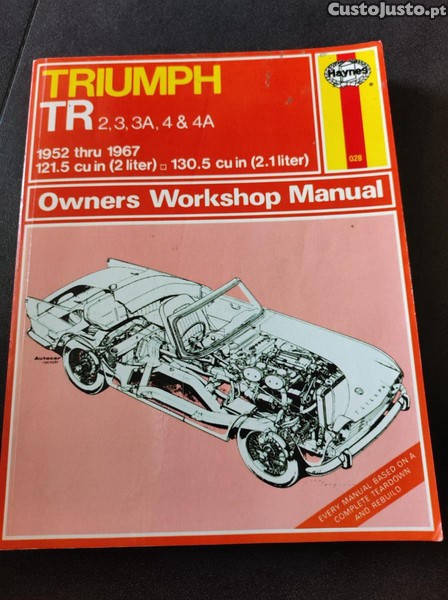 CustoJusto.pt
Haynes
TRIUMPH
TR 2, 3, 3A, 4 & 4A
028
1952 thru 1967
121.5 cu in (2 liter) □ 130.5 cu in (2.1 liter)
Owners Workshop Manual
Autocar
TRIUMPH
EVERY MANUAL BASED ON A
COMPLETE TEARDOWN
AND REBUILD